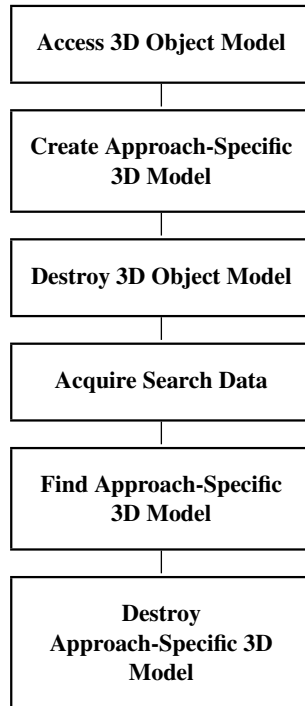 Access 3D Object Model
Create Approach-Specific
3D Model
Destroy 3D Object Model
Acquire Search Data
Find Approach-Specific
3D Model
Destroy
Approach-Specific 3D
Model